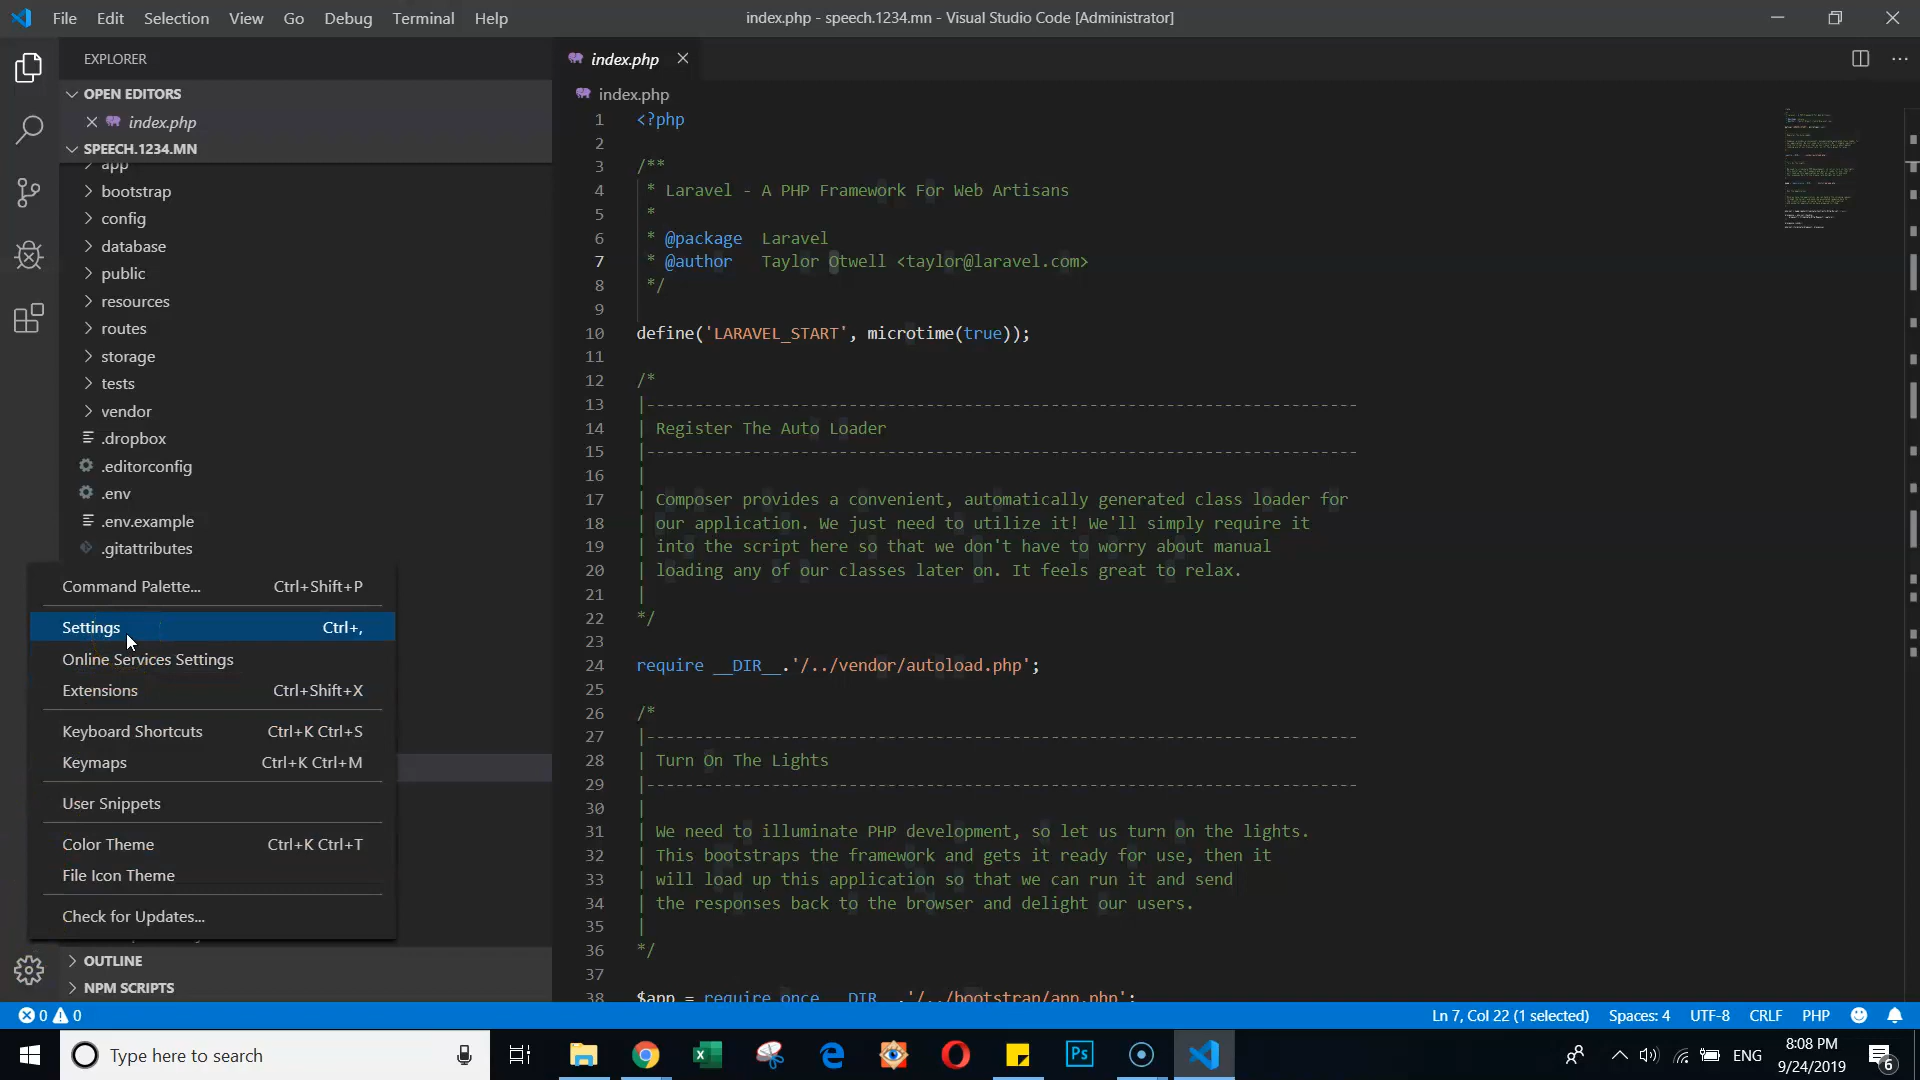 File Edit Selection View Go Debug Terminal Help
index.php - speech.1234.mn - Visual Studio Code [Administrator]
EXPLORER
OPEN EDITORS
index.php
SPEECH.1234.MN
app
bootstrap
config
database
public
resources
routes
storage
tests
vendor
.dropbox
.editorconfig
.env
.env.example
.gitattributes
Command Palette... Ctrl+Shift+P
Settings Ctrl+,
Online Services Settings
Extensions Ctrl+Shift+X
Keyboard Shortcuts Ctrl+K Ctrl+S
Keymaps Ctrl+K Ctrl+M
User Snippets
Color Theme Ctrl+K Ctrl+T
File Icon Theme
Check for Updates...
OUTLINE
NPM SCRIPTS
index.php
index.php
1 <?php
2
3 /**
4 * Laravel - A PHP Framework For Web Artisans
5 *
6 * @package Laravel
7 * @author Taylor Otwell <taylor@laravel.com>
8 */
9
10 define('LARAVEL_START', microtime(true));
11
12 /*
13 |--------------------------------------------------------------------------
14 | Register The Auto Loader
15 |--------------------------------------------------------------------------
16 |
17 | Composer provides a convenient, automatically generated class loader for
18 | our application. We just need to utilize it! We'll simply require it
19 | into the script here so that we don't have to worry about manual
20 | loading any of our classes later on. It feels great to relax.
21 |
22 */
23
24 require __DIR__.'/../vendor/autoload.php';
25
26 /*
27 |--------------------------------------------------------------------------
28 | Turn On The Lights
29 |--------------------------------------------------------------------------
30 |
31 | We need to illuminate PHP development, so let us turn on the lights.
32 | This bootstraps the framework and gets it ready for use, then it
33 | will load up this application so that we can run it and send
34 | the responses back to the browser and delight our users.
35 |
36 */
37
38 $app = require_once __DIR__.'/../bootstrap/app.php';
0 0
Ln 7, Col 22 (1 selected) Spaces: 4 UTF-8 CRLF PHP
Type here to search
Ps
ENG
8:08 PM
9/24/2019
6